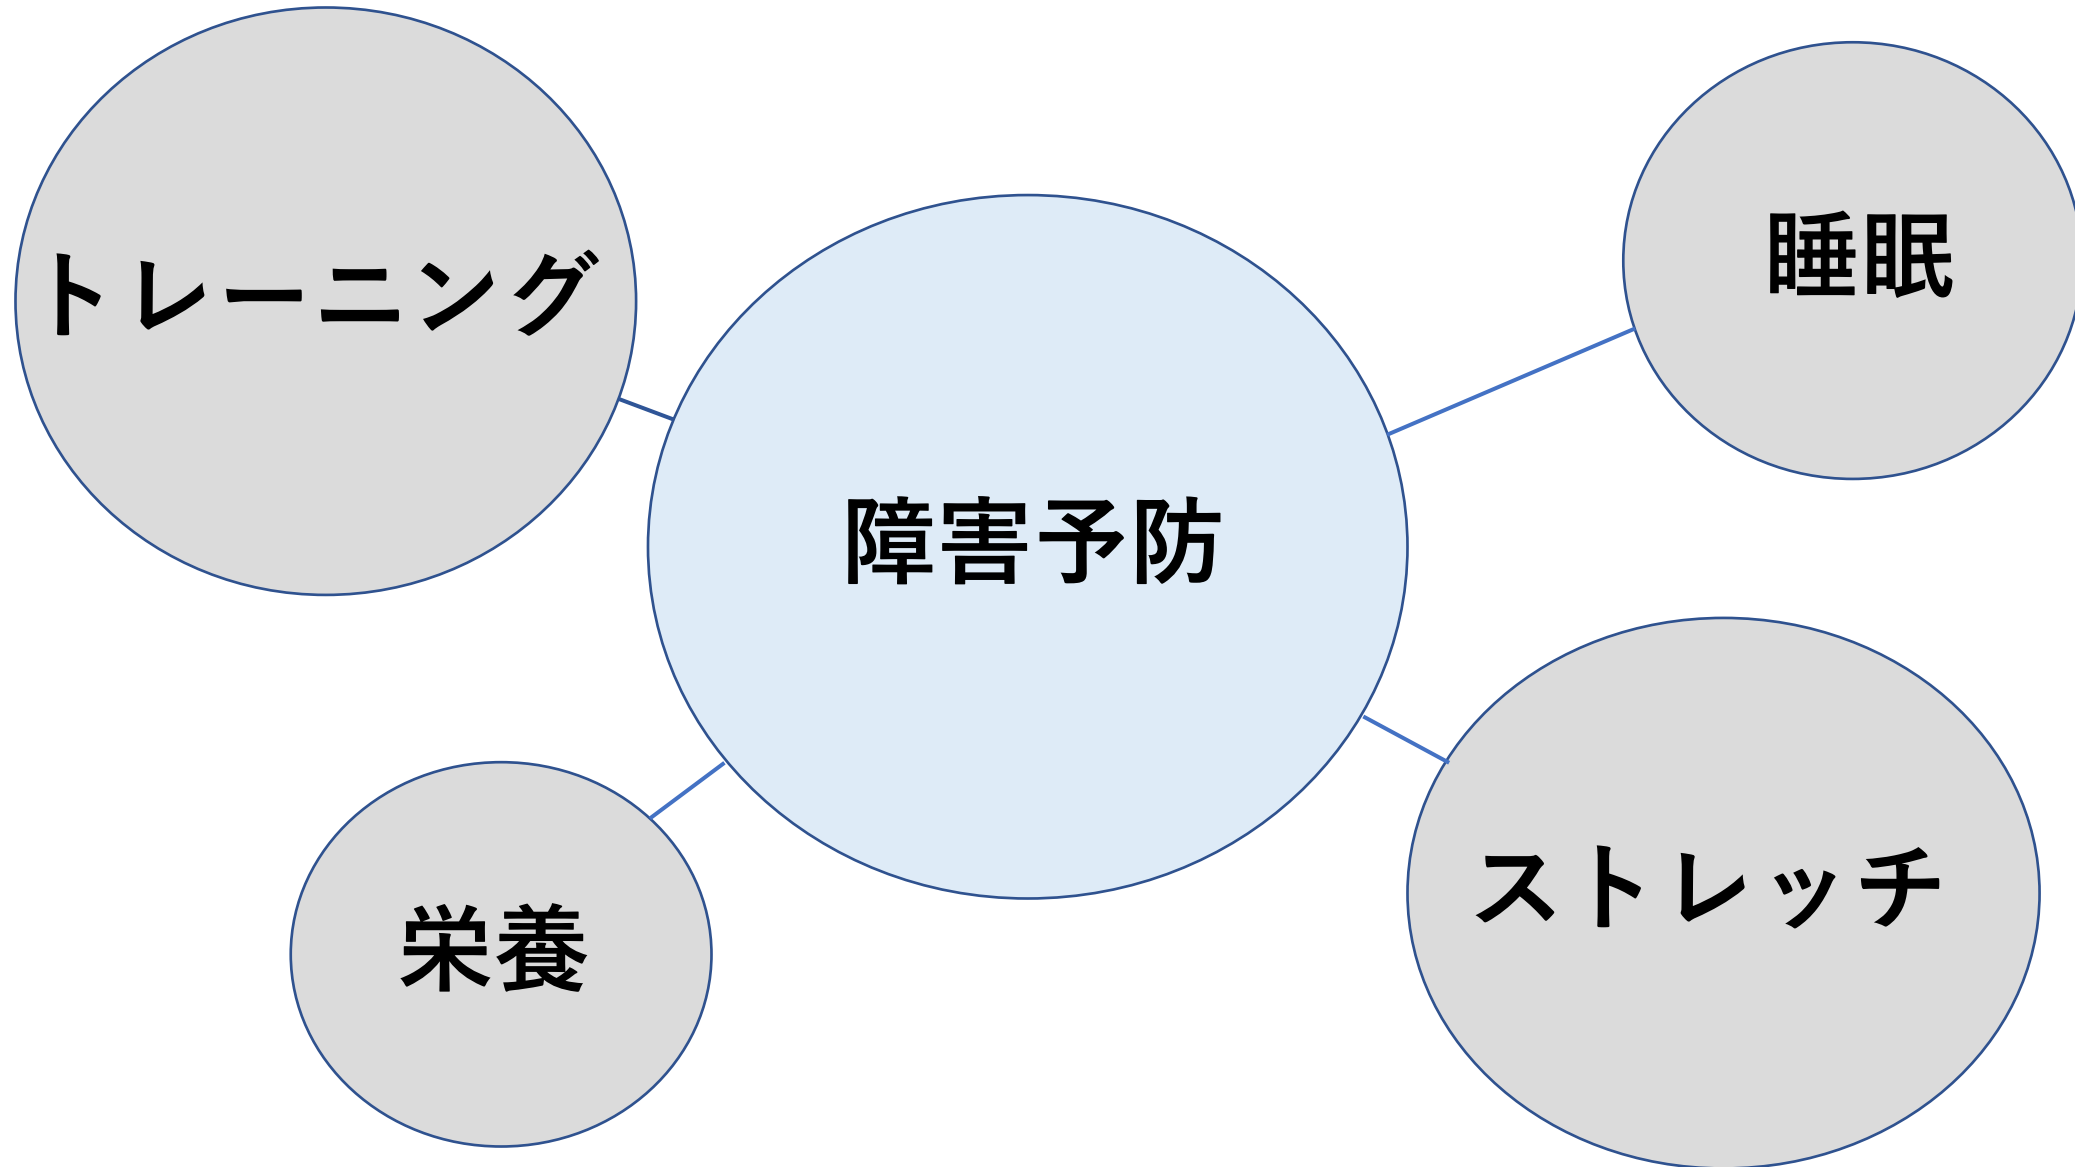 トレーニング
睡眠
障害予防
ストレッチ
栄養